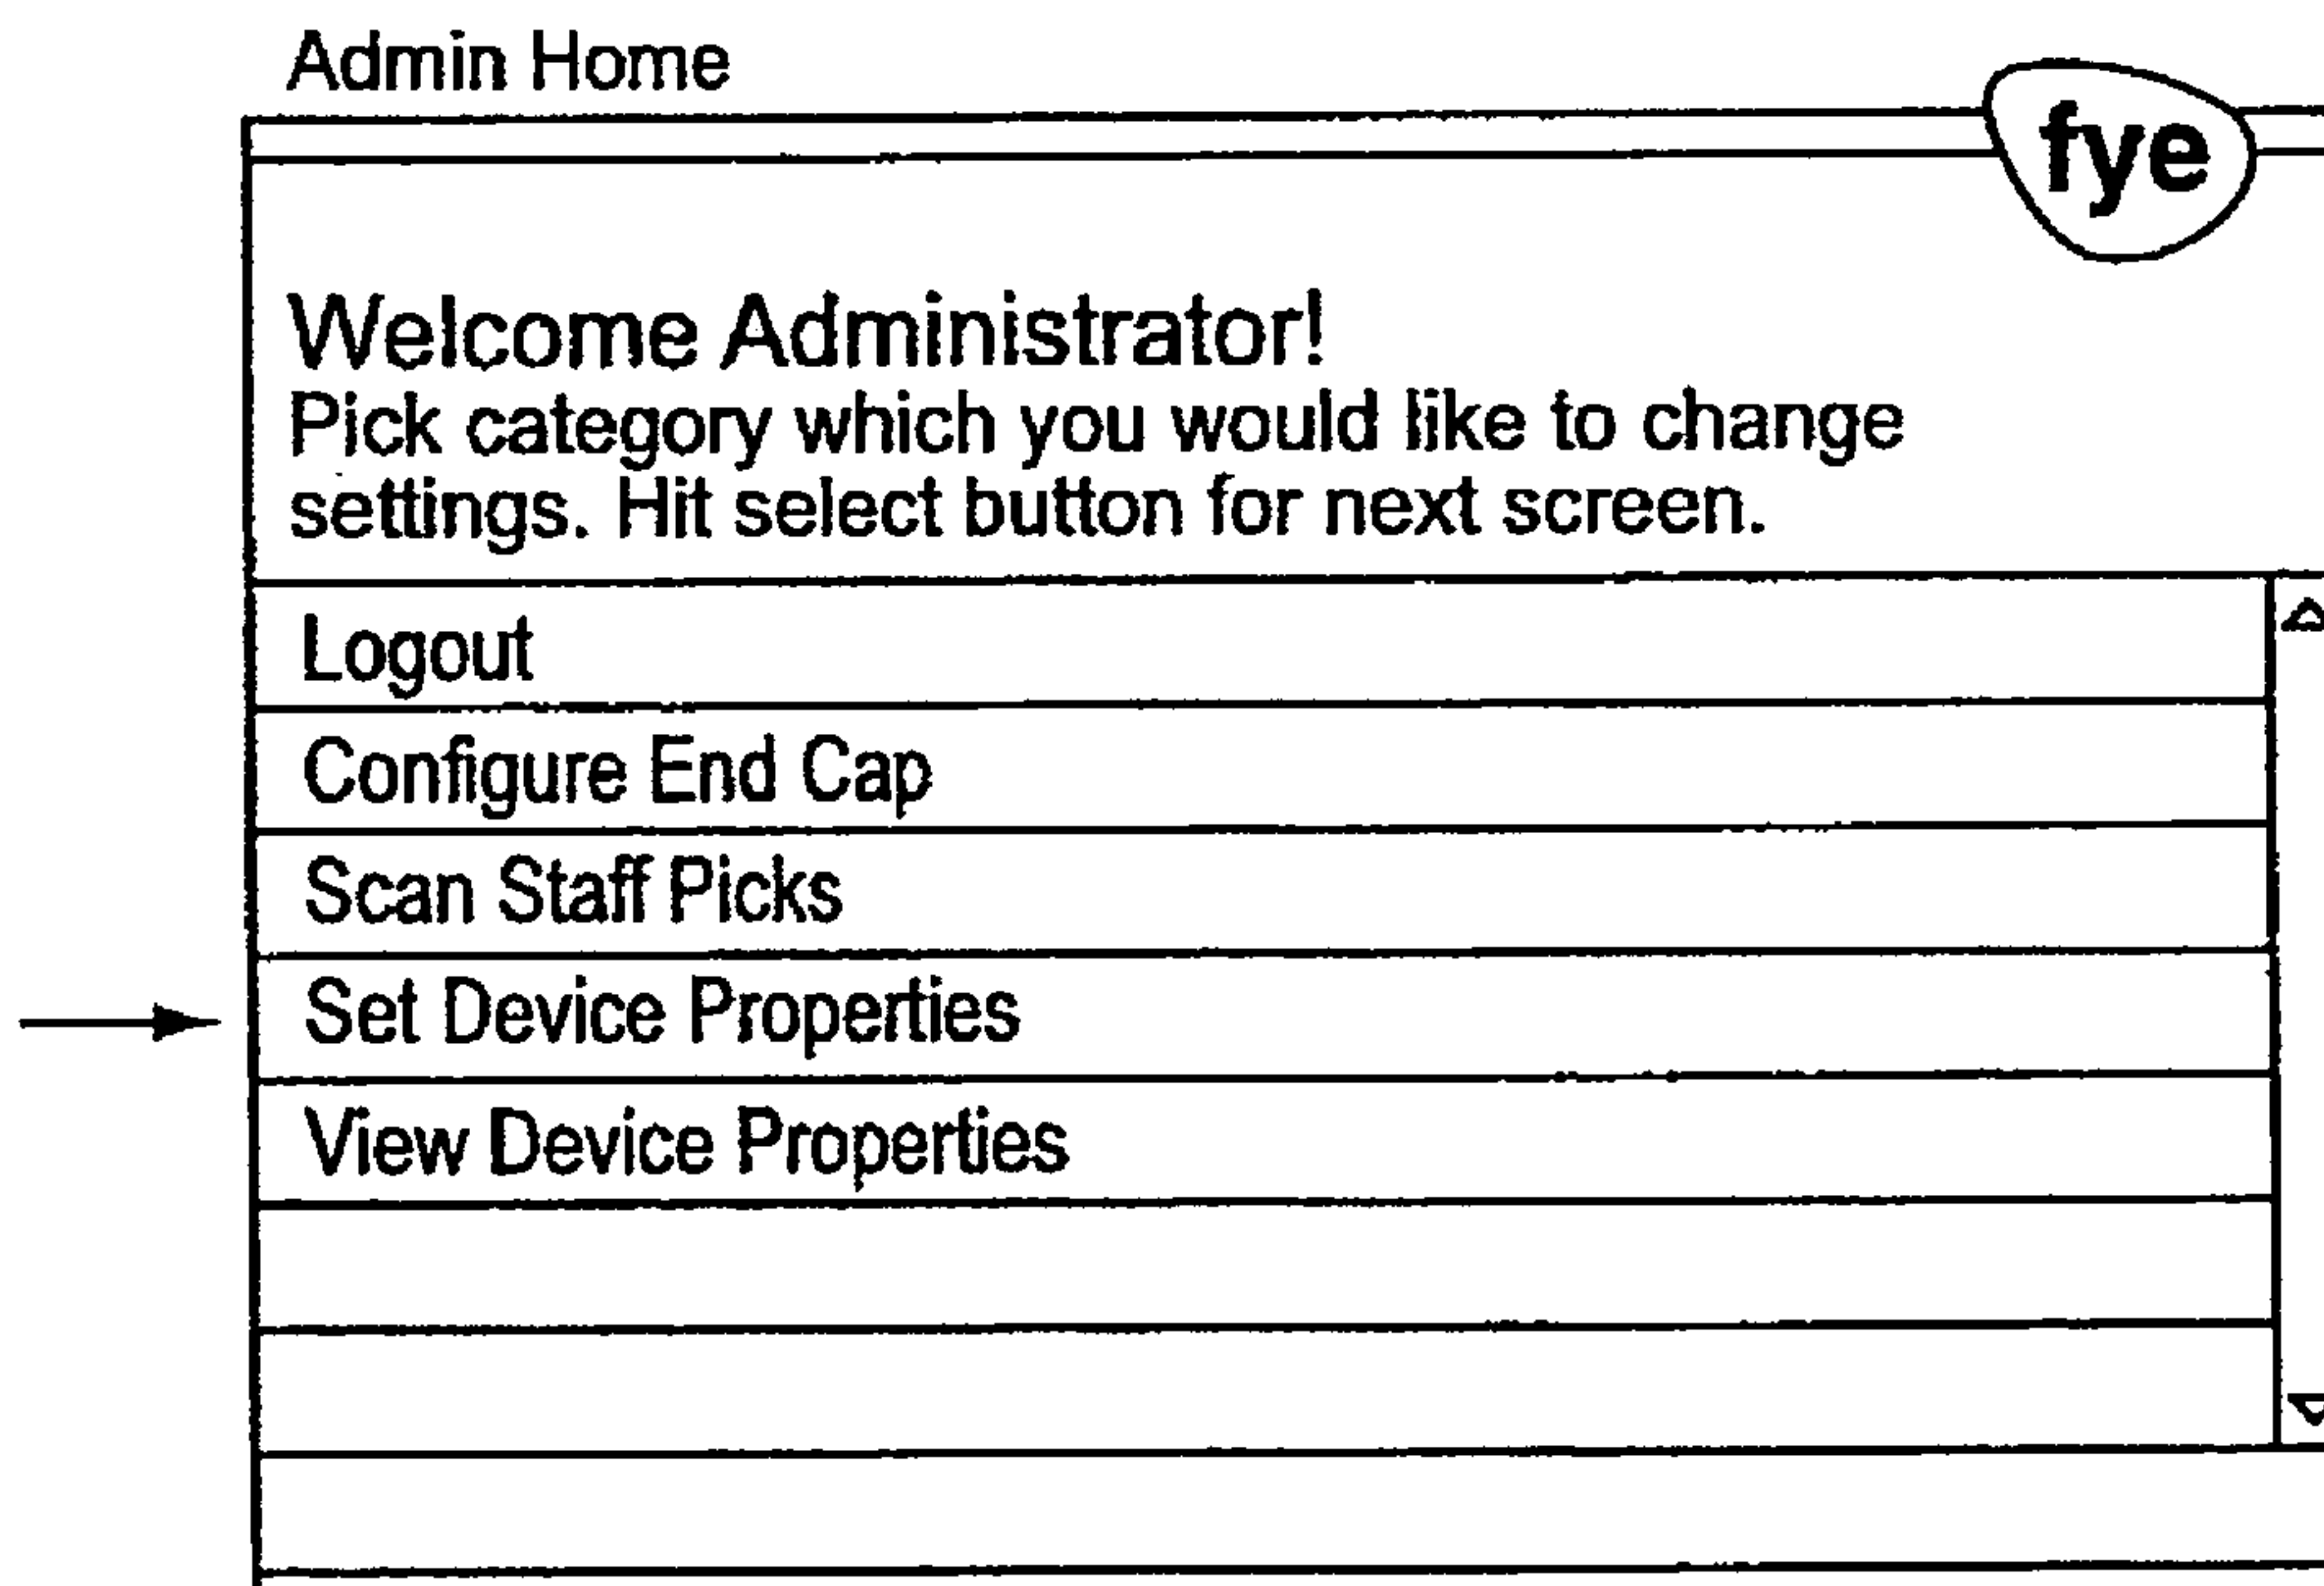 Admin Home
fye
Welcome Administrator!
Pick category which you would like to change
settings. Hit select button for next screen.
Logout
Configure End Cap
Scan Staff Picks
Set Device Properties
View Device Properties